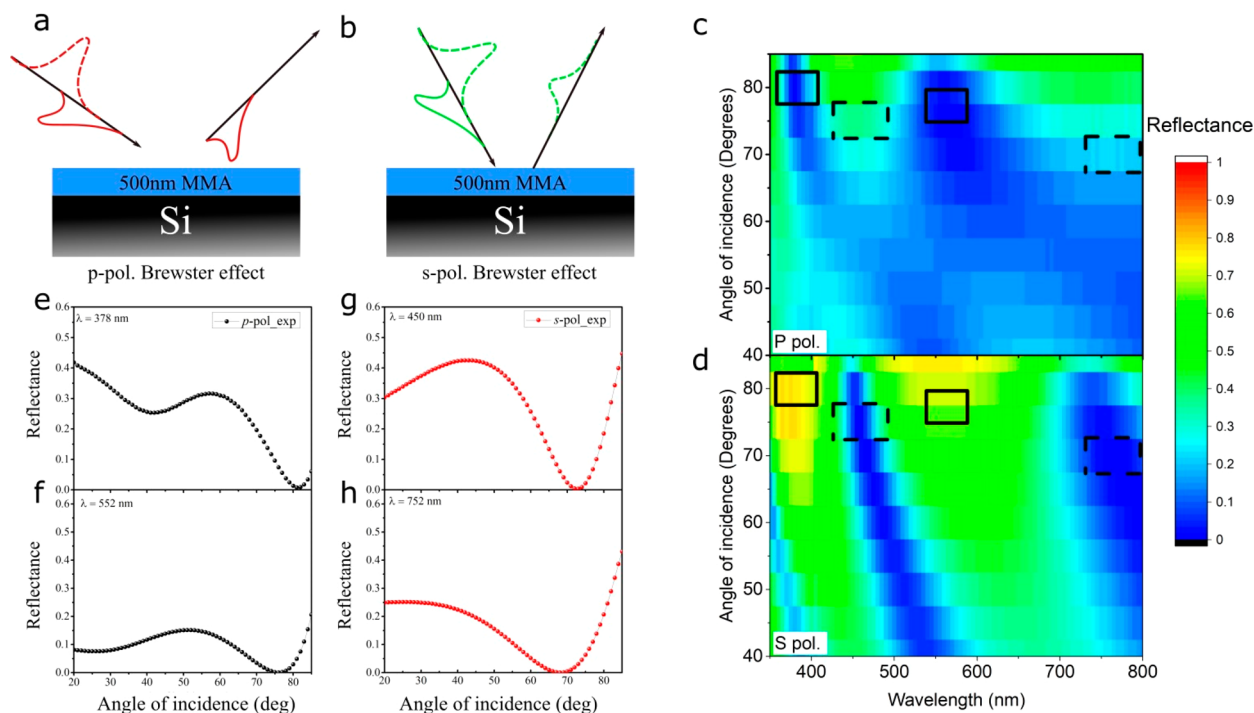 a
b
500nm MMA
Si
p-pol. Brewster effect
500nm MMA
Si
s-pol. Brewster effect
c
80
70
60
50
40
Angle of incidence (Degrees)
P pol.
d
80
70
60
50
40
Angle of incidence (Degrees)
S pol.
400 500 600 700 800
Wavelength (nm)
Reflectance
1
0.9
0.8
0.7
0.6
0.5
0.4
0.3
0.2
0.1
0
e
λ = 378 nm
p-pol_exp
0.6
0.5
0.4
0.3
0.2
0.1
0.0
Reflectance
g
λ = 450 nm
s-pol_exp
0.6
0.5
0.4
0.3
0.2
0.1
0.0
Reflectance
f
λ = 552 nm
0.5
0.4
0.3
0.2
0.1
0.0
Reflectance
20 30 40 50 60 70 80
Angle of incidence (deg)
h
λ = 752 nm
0.5
0.4
0.3
0.2
0.1
0.0
Reflectance
20 30 40 50 60 70 80
Angle of incidence (deg)